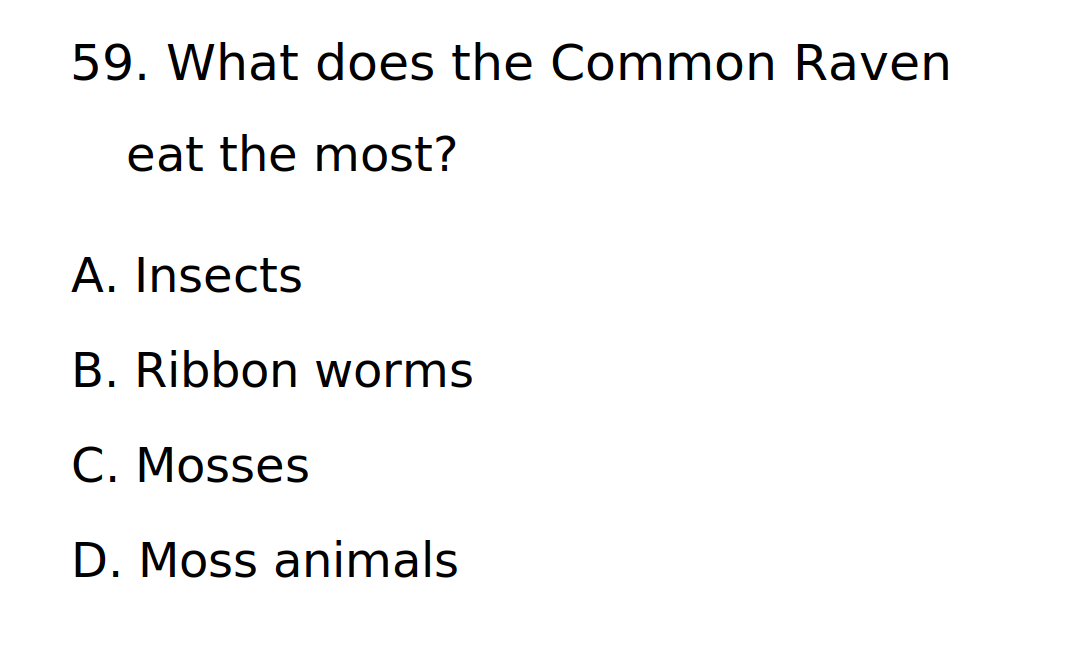 59. What does the Common Raven
eat the most?
A. Insects
B. Ribbon worms
C. Mosses
D. Moss animals